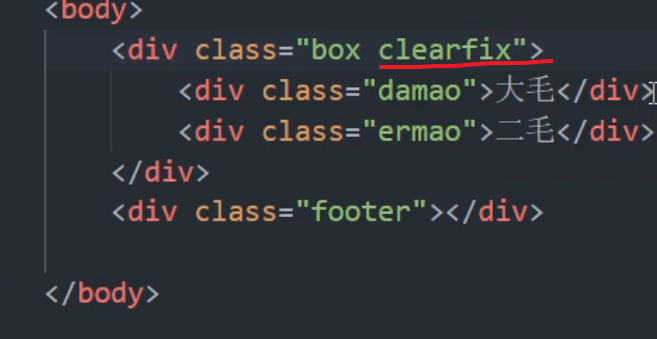 <body>
<div class="box clearfix">
<div class="damao">大毛</div>
<div class="ermao">二毛</div>
</div>
<div class="footer"></div>
</body>